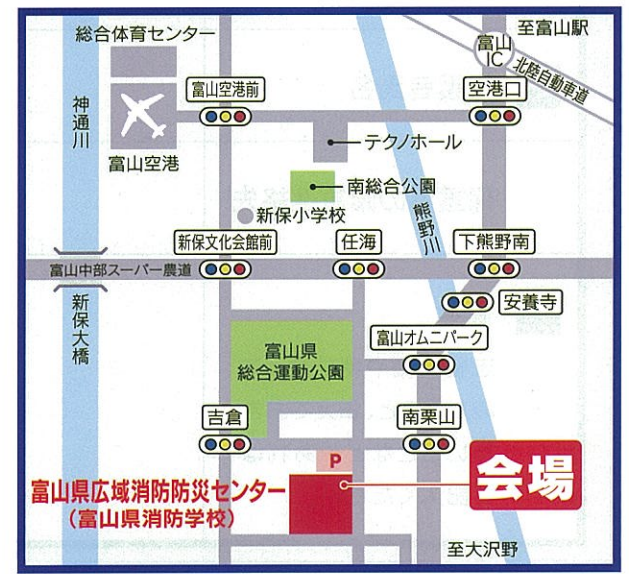 総合体育センター
至富山駅
富山
IC
北陸自動車道
富山空港前
空港口
神通川
富山空港
テクノホール
南総合公園
新保小学校
熊野川
新保文化会館前
任海
下熊野南
富山中部スーパー農道
安養寺
新保大橋
富山オムニパーク
富山県
総合運動公園
吉倉
南栗山
P
会場
富山県広域消防防災センター
(富山県消防学校)
至大沢野